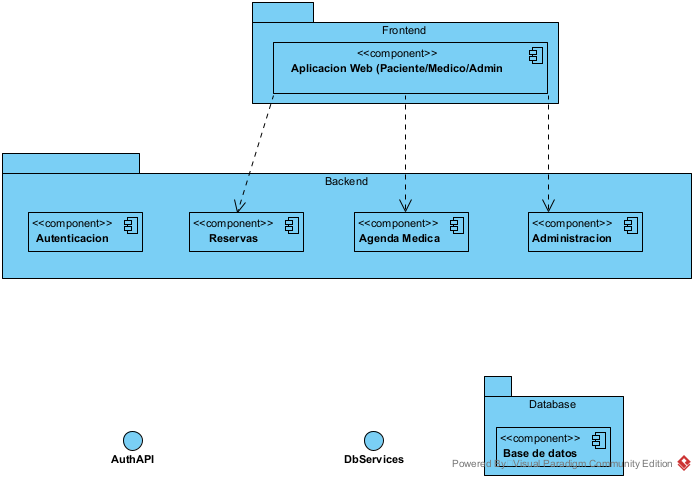 Frontend
<<component>>
Aplicacion Web (Paciente/Medico/Admin
Backend
<<component>>
Autenticacion
<<component>>
Reservas
<<component>>
Agenda Medica
<<component>>
Administracion
Database
<<component>>
Base de datos
AuthAPI
DbServices
Powered By Visual Paradigm Community Edition